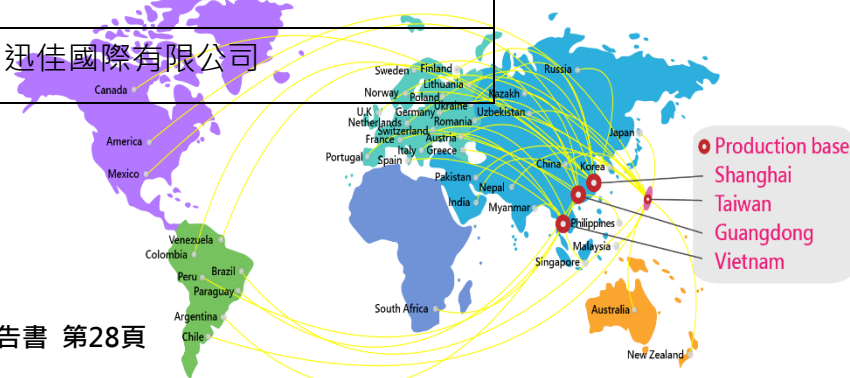 迅佳國際有限公司
Canada
America
Mexico
Venezuela
Colombia
Peru
Brazil
Paraguay
Argentina
Chile
Sweden
Finland
Norway
Lithuania
Poland
U.K
Germany
Ukraine
Netherlands
Romania
Switzerland
France
Austria
Italy
Greece
Portugal
Spain
Russia
Kazakh
Uzbekistan
Japan
China
Korea
Pakistan
Nepal
India
Myanmar
Philippines
Malaysia
Singapore
South Africa
Australia
New Zealand
Production base
Shanghai
Taiwan
Guangdong
Vietnam
告書 第28頁